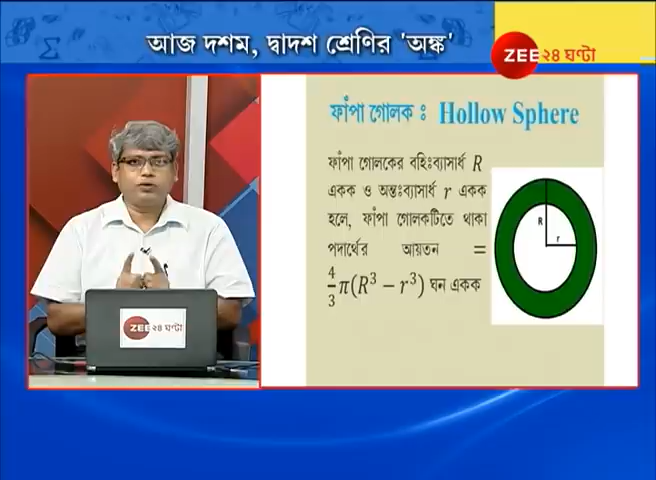 আজ দশম, দ্বাদশ শ্রেণির 'অঙ্ক'
ZEE ২৪ ঘণ্টা
ফাঁপা গোলক : Hollow Sphere
ফাঁপা গোলকের বহিঃব্যাসার্ধ R
একক ও অন্তঃব্যাসার্ধ r একক
হলে, ফাঁপা গোলকটিতে থাকা
পদার্থের আয়তন =
4/3 π(R³ − r³) ঘন একক
R
r
ZEE ২৪ ঘণ্টা